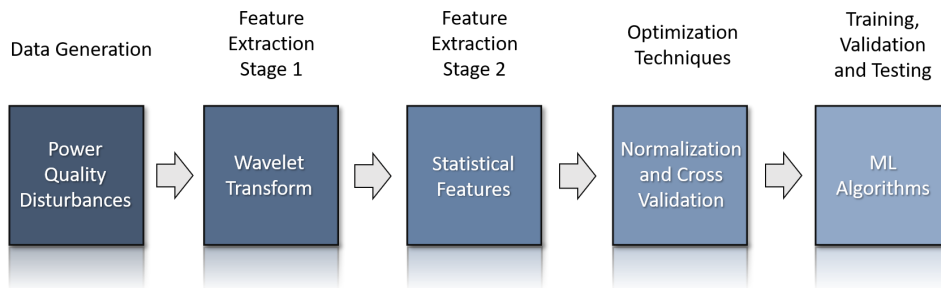 Data Generation
Feature
Extraction
Stage 1
Feature
Extraction
Stage 2
Optimization
Techniques
Training,
Validation
and Testing
Power
Quality
Disturbances
Wavelet
Transform
Statistical
Features
Normalization
and Cross
Validation
ML
Algorithms